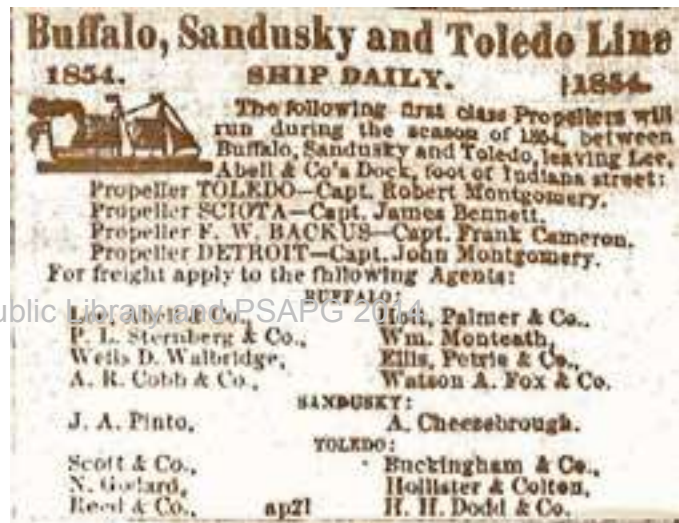 Buffalo, Sandusky and Toledo Line
1854. SHIP DAILY. 1854.
The following first class Propellers will
run during the season of 1854, between
Buffalo, Sandusky and Toledo, leaving Lee,
Abell & Co's Dock, foot of Indiana street:
Propeller TOLEDO—Capt. Robert Montgomery.
Propeller SCIOTA—Capt. James Bennett.
Propeller F. W. BACKUS—Capt. Frank Cameron.
Propeller DETROIT—Capt. John Montgomery.
For freight apply to the following Agents:
BUFFALO:
ublic Library and PSAPG
Palmer & Co.,
P. L. Sternberg & Co., Wm. Monteath,
Wells D. Walbridge, Ellis, Petrie & Co.,
A. R. Cobb & Co., Watson A. Fox & Co.
SANDUSKY:
J. A. Pinto, A. Cheesebrough.
TOLEDO:
Scott & Co., Buckingham & Co.,
N. Godard, Hollister & Colton,
Reed & Co., ap21 H. H. Dodd & Co.